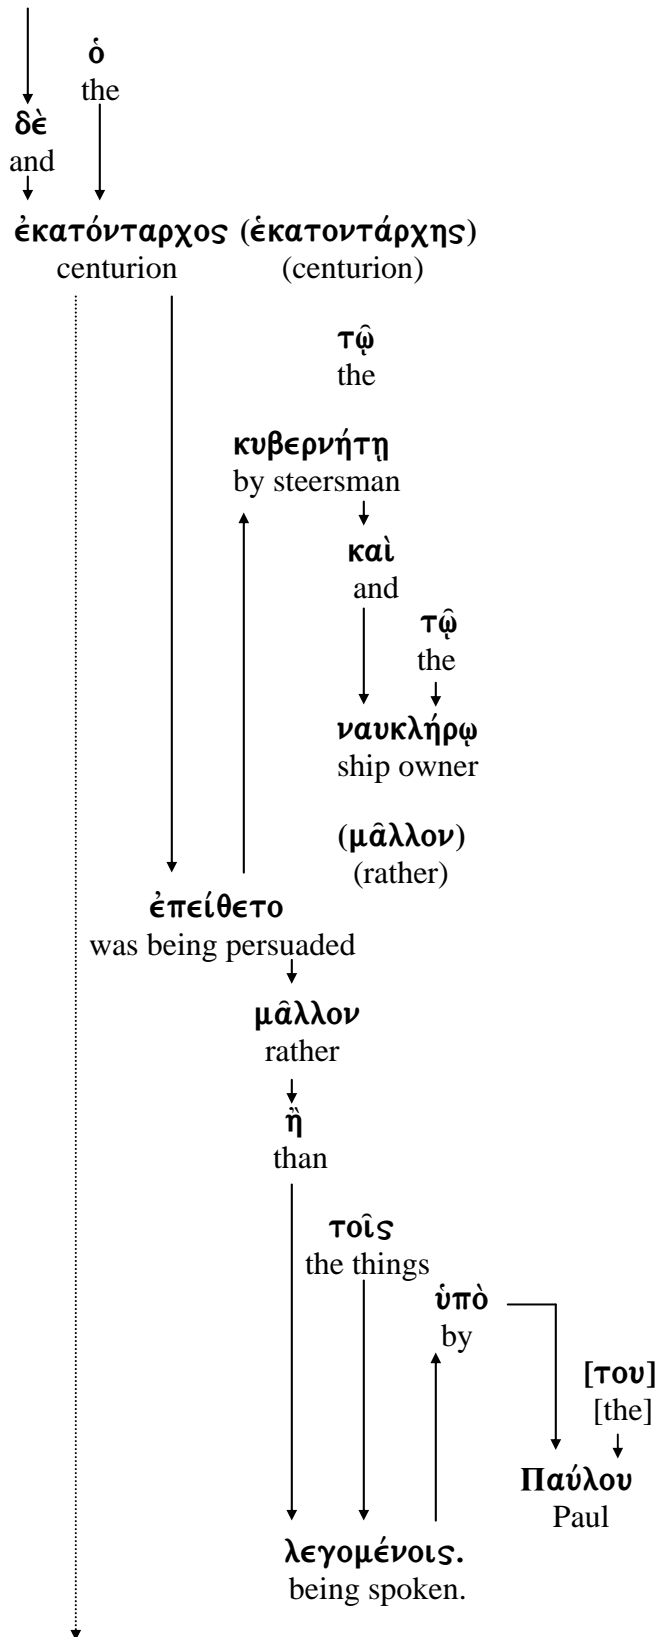 ὁ
the
δὲ
and
ἐκατόνταρχος (ἑκατοντάρχης)
centurion (centurion)
τῷ
the
κυβερνήτῃ
by steersman
καὶ
and
τῷ
the
ναυκλήρῳ
ship owner
(μᾶλλον)
(rather)
ἐπείθετο
was being persuaded
μᾶλλον
rather
ἢ
than
τοῖς
the things
ὑπὸ
by
[του]
[the]
Παύλου
Paul
λεγομένοις.
being spoken.